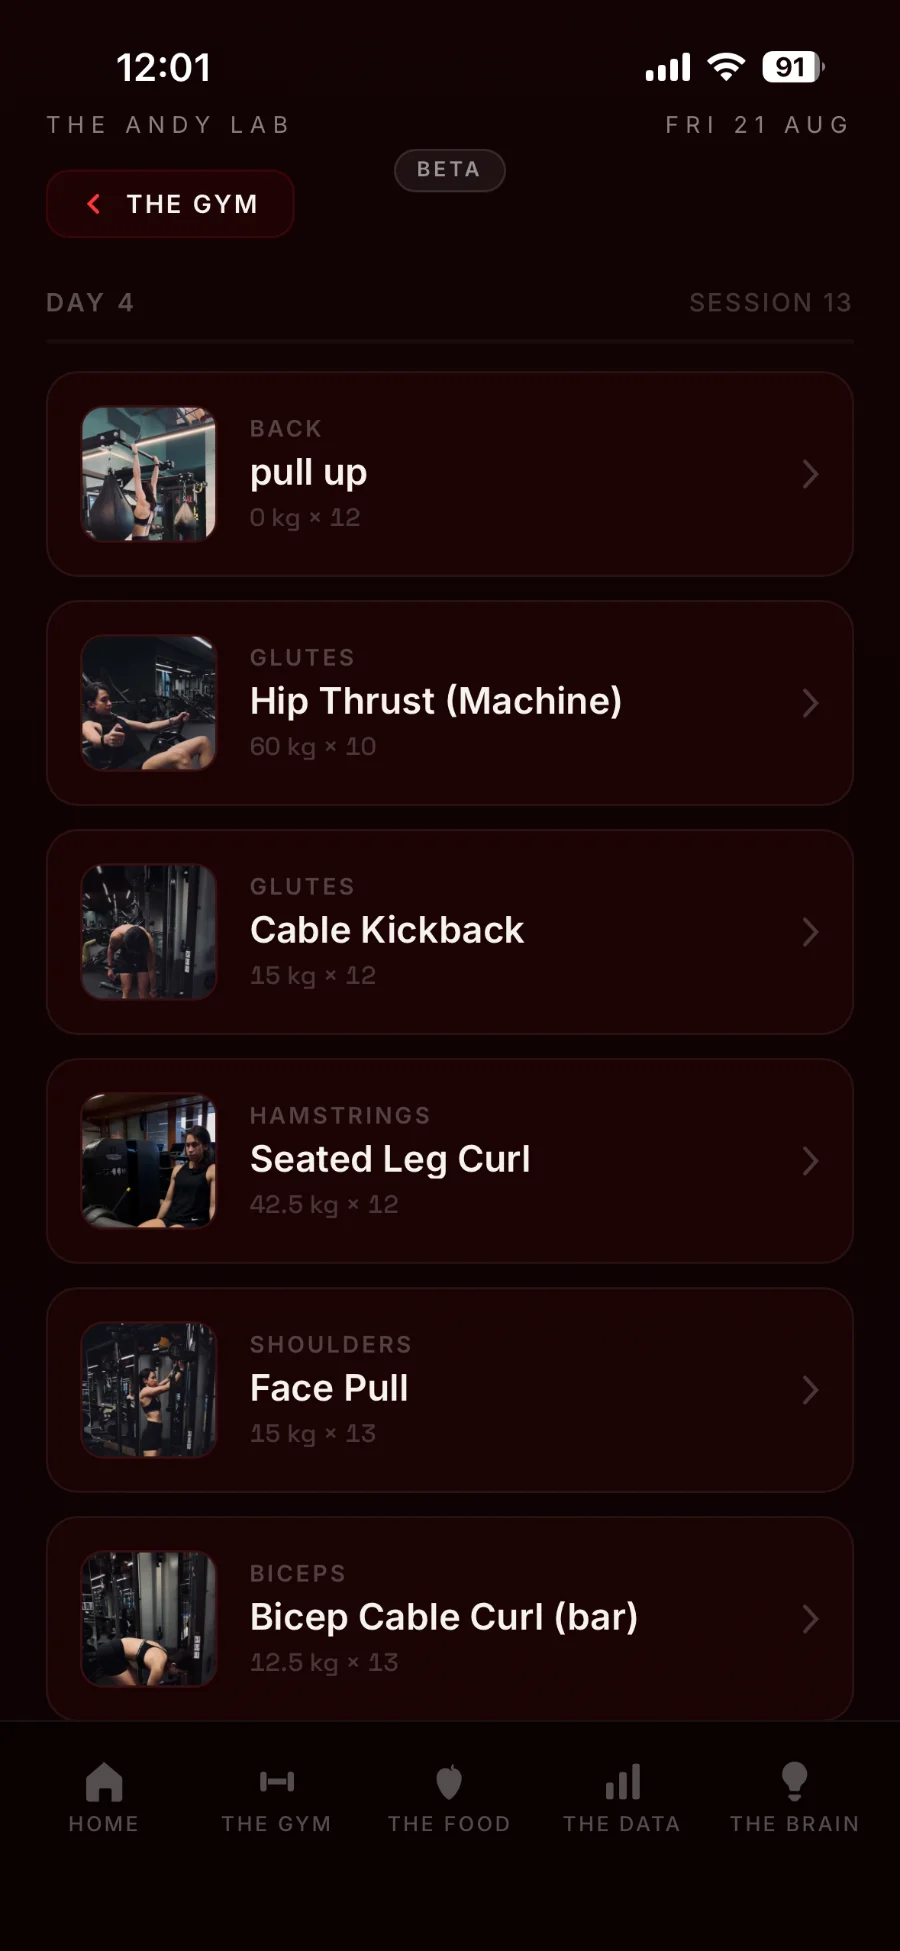 12:01
91
THE ANDY LAB
FRI 21 AUG
BETA
THE GYM
DAY 4
SESSION 13
BACK
pull up
0 kg × 12
GLUTES
Hip Thrust (Machine)
60 kg × 10
GLUTES
Cable Kickback
15 kg × 12
HAMSTRINGS
Seated Leg Curl
42.5 kg × 12
SHOULDERS
Face Pull
15 kg × 13
BICEPS
Bicep Cable Curl (bar)
12.5 kg × 13
HOME
THE GYM
THE FOOD
THE DATA
THE BRAIN